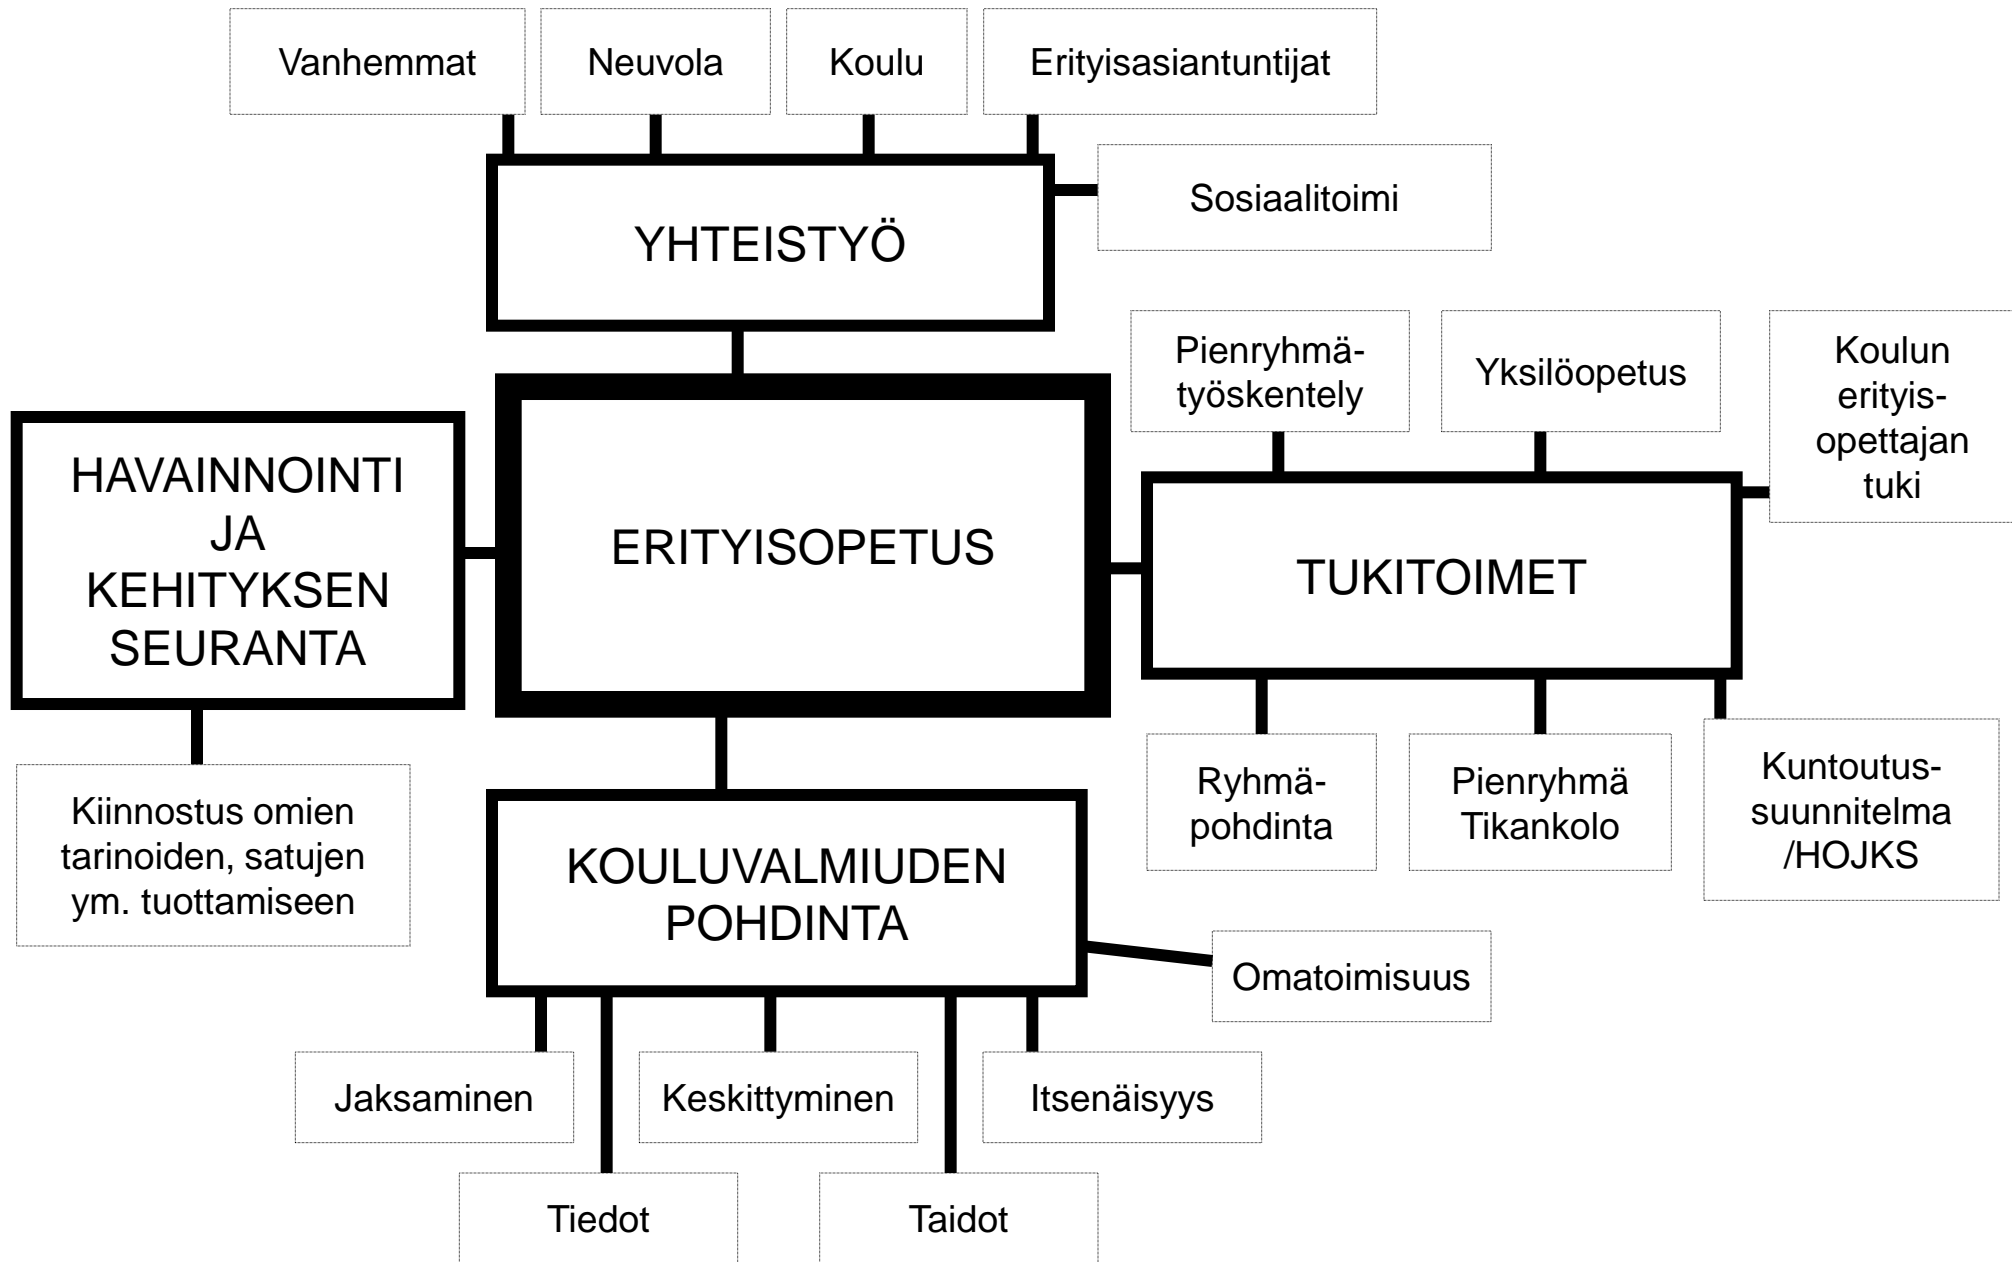 Vanhemmat
Neuvola
Koulu
Erityisasiantuntijat
Sosiaalitoimi
YHTEISTYÖ
Pienryhmä-
työskentely
Yksilöopetus
Koulun
erityis-
opettajan
tuki
HAVAINNOINTI
JA
KEHITYKSEN
SEURANTA
ERITYISOPETUS
TUKITOIMET
Kiinnostus omien
tarinoiden, satujen
ym. tuottamiseen
Ryhmä-
pohdinta
Pienryhmä
Tikankolo
Kuntoutus-
suunnitelma
/HOJKS
KOULUVALMIUDEN
POHDINTA
Omatoimisuus
Jaksaminen
Keskittyminen
Itsenäisyys
Tiedot
Taidot